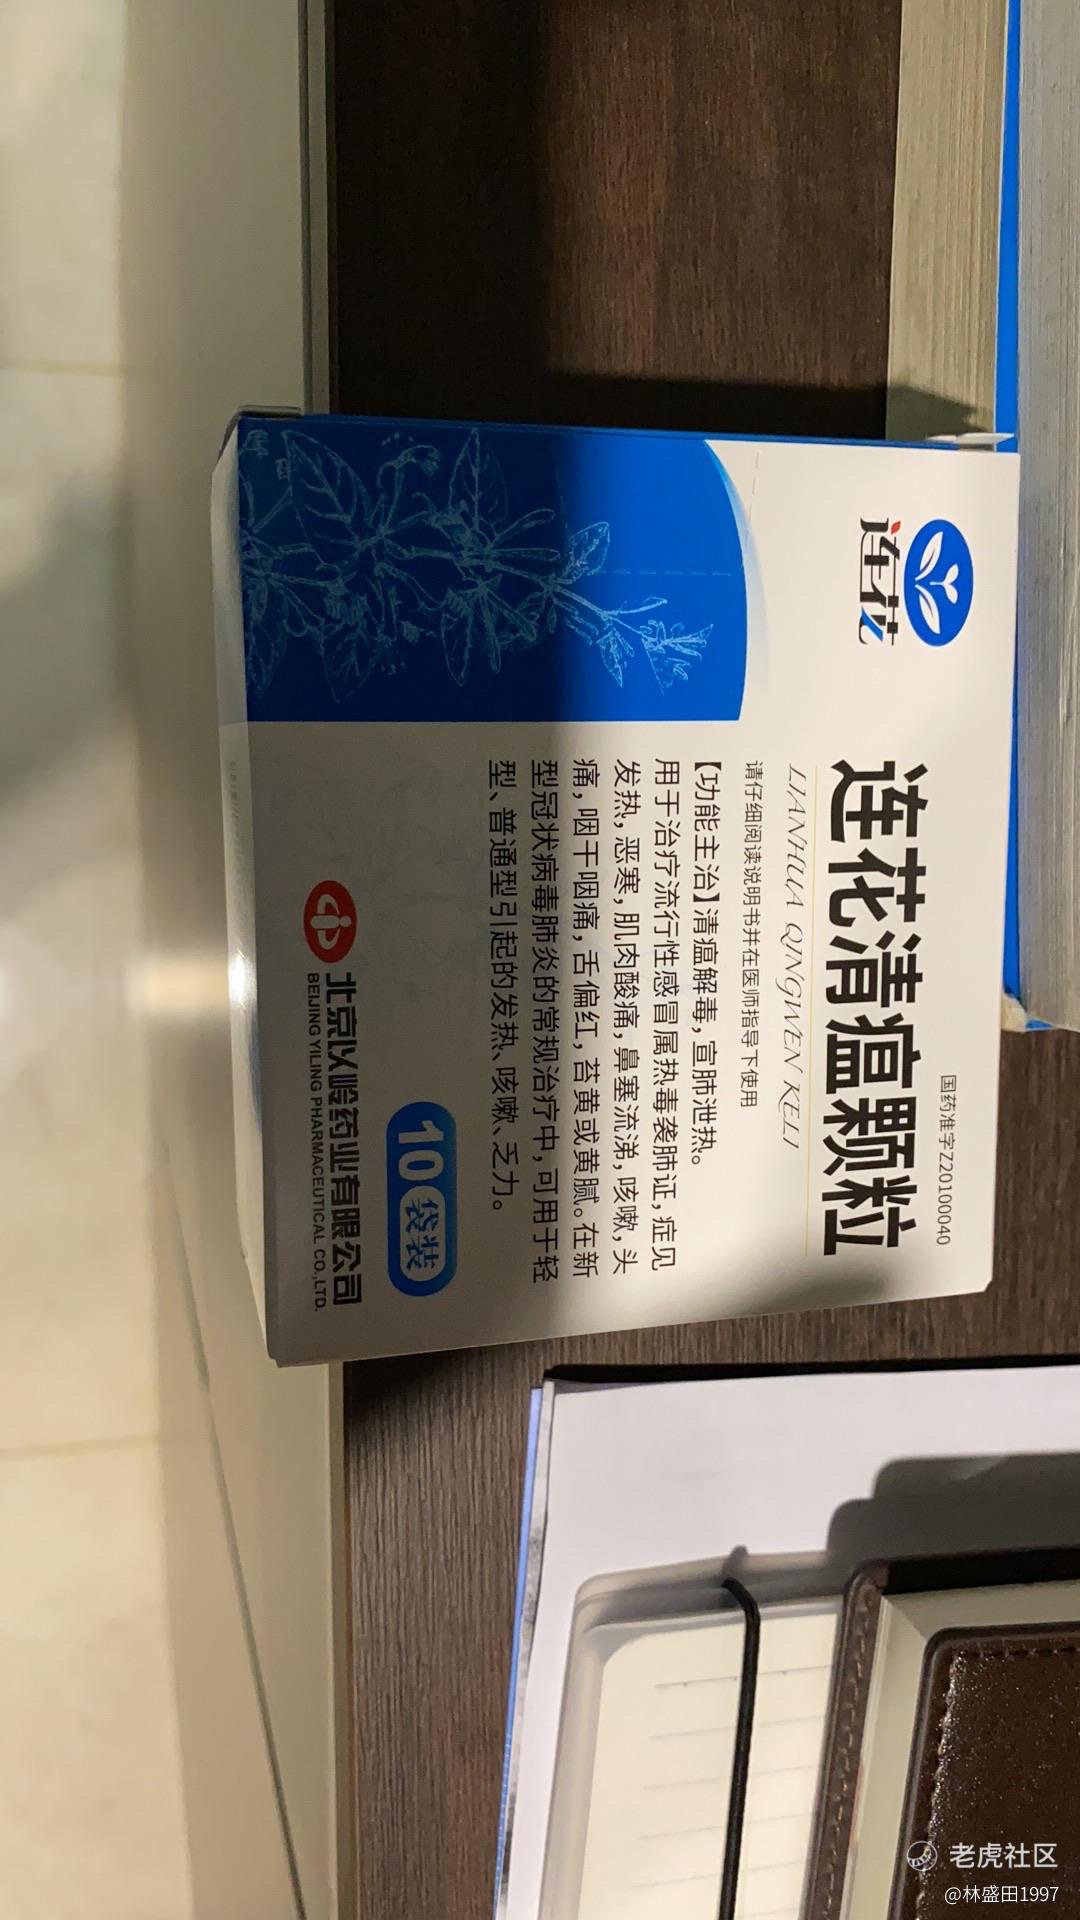 连花
国药准字Z20100040
连花清瘟颗粒
LIANHUA QINGWEN KELI
请仔细阅读说明书并在医师指导下使用
【功能主治】清瘟解毒，宣肺泄热。
用于治疗流行性感冒属热毒袭肺证，症见
发热，恶寒，肌肉酸痛，鼻塞流涕，咳嗽，头
痛，咽干咽痛，舌偏红，苔黄或黄腻。在新
型冠状病毒肺炎的常规治疗中，可用于轻
型、普通型引起的发热、咳嗽、乏力。
10袋装
北京以岭药业有限公司
BEIJING YILING PHARMACEUTICAL CO.,LTD.
老虎社区
@林盛田1997